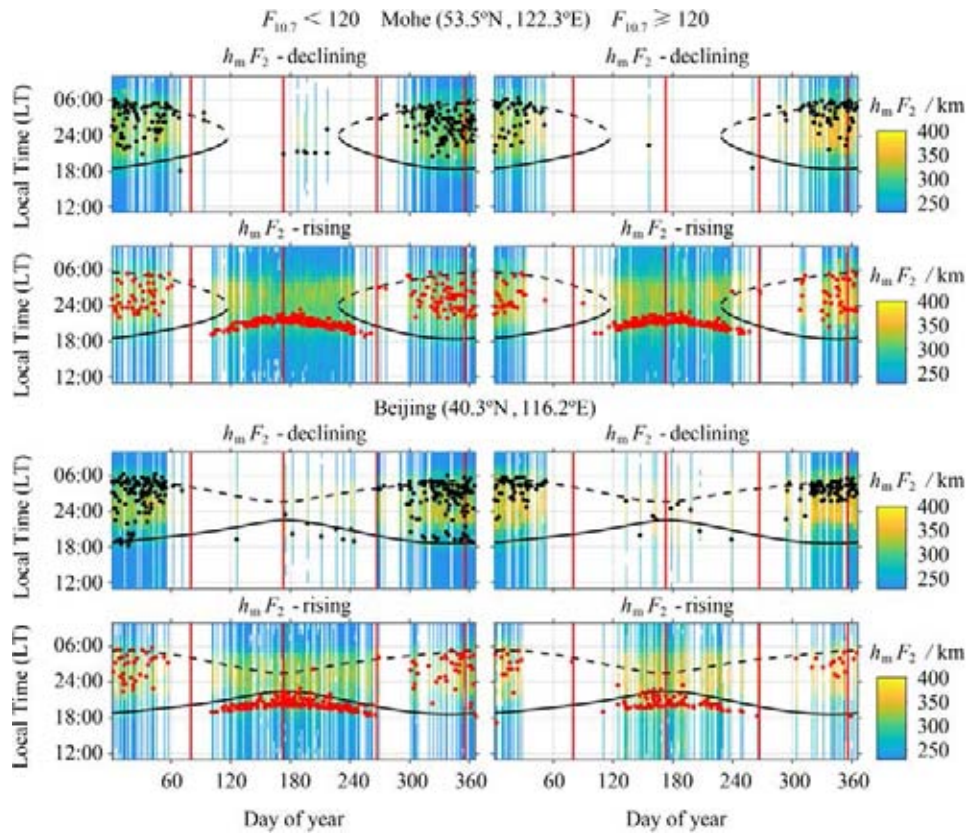 F10.7 < 120 Mohe (53.5°N, 122.3°E) F10.7 ⩾ 120
hmF2 - declining hmF2 - declining
Local Time (LT)
06:00
24:00
18:00
12:00
hmF2 / km
400
350
300
250
hmF2 - rising hmF2 - rising
Local Time (LT)
06:00
24:00
18:00
12:00
hmF2 / km
400
350
300
250
Beijing (40.3°N, 116.2°E)
hmF2 - declining hmF2 - declining
Local Time (LT)
06:00
24:00
18:00
12:00
hmF2 / km
400
350
300
250
hmF2 - rising hmF2 - rising
Local Time (LT)
06:00
24:00
18:00
12:00
hmF2 / km
400
350
300
250
60 120 180 240 300 360 60 120 180 240 300 360
Day of year Day of year